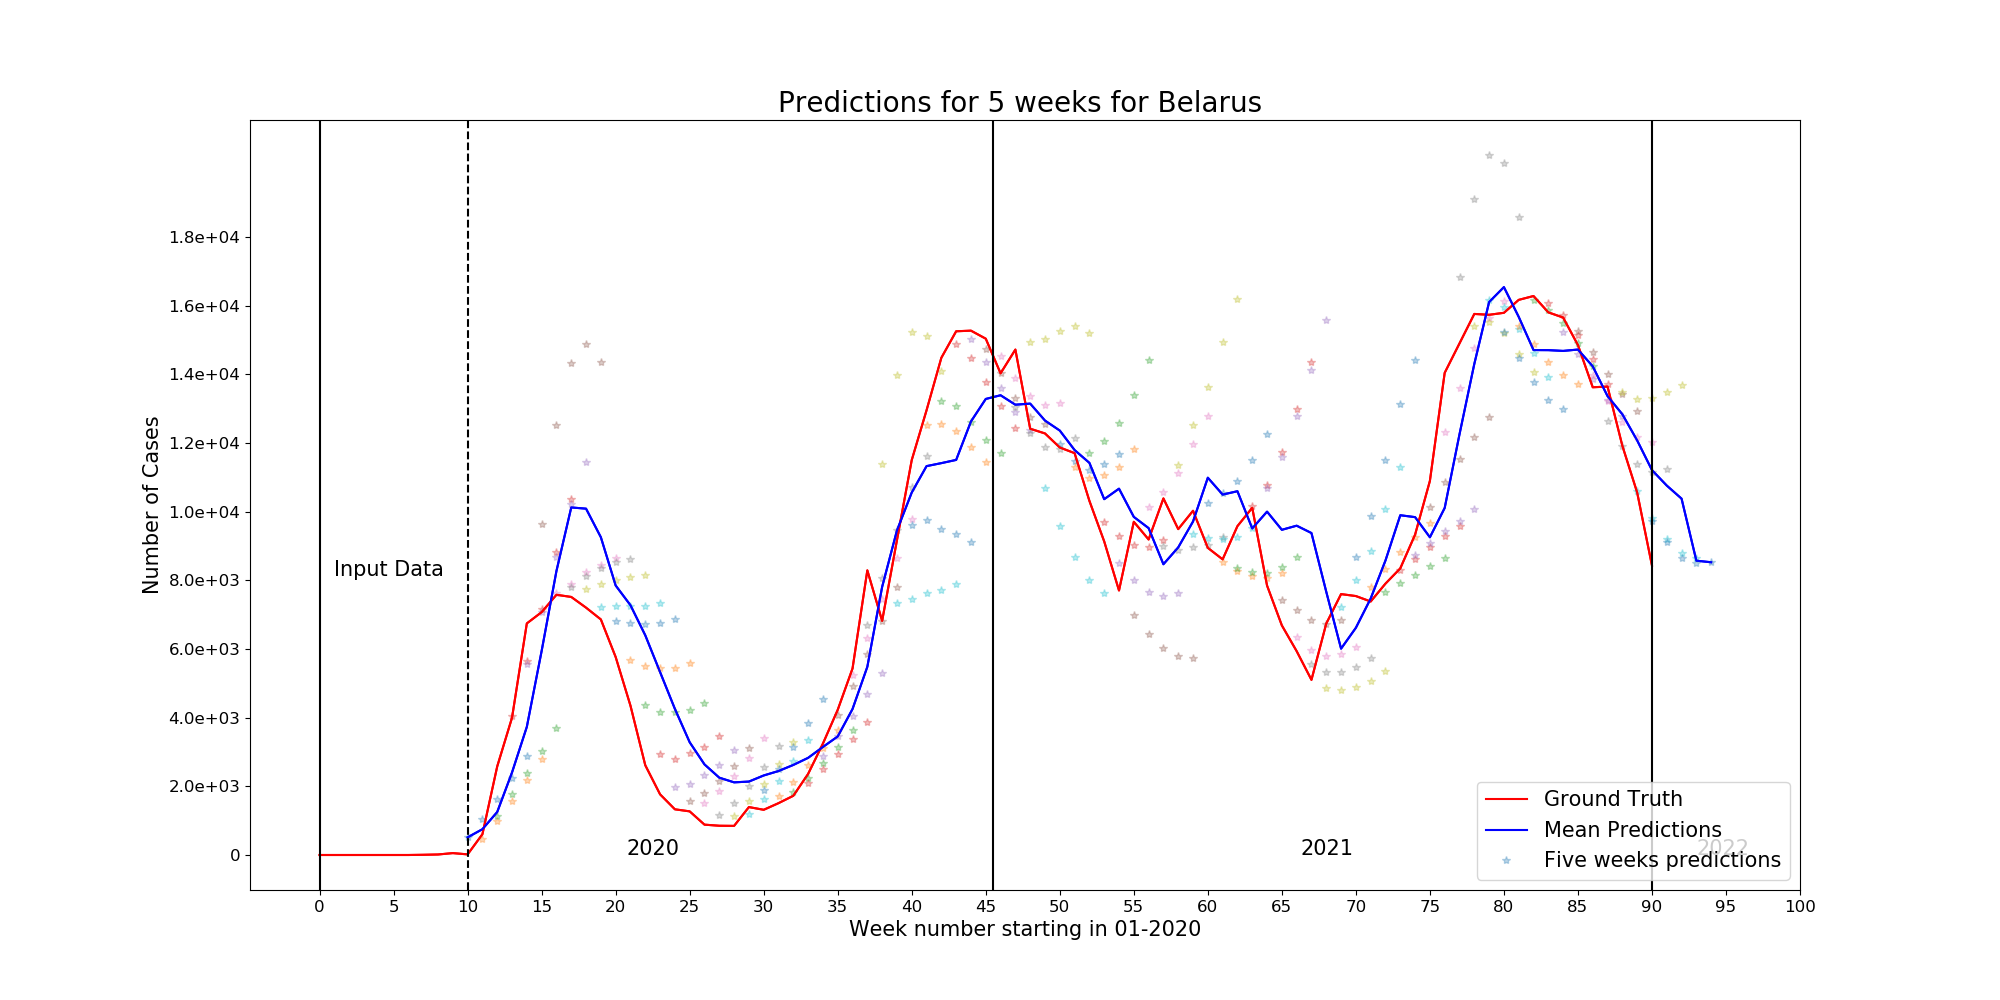 Predictions for 5 weeks for Belarus
Number of Cases
1.8e+04
1.6e+04
1.4e+04
1.2e+04
1.0e+04
8.0e+03
6.0e+03
4.0e+03
2.0e+03
0
Input Data
2020
2021
2022
Ground Truth
Mean Predictions
Five weeks predictions
0 5 10 15 20 25 30 35 40 45 50 55 60 65 70 75 80 85 90 95 100
Week number starting in 01-2020